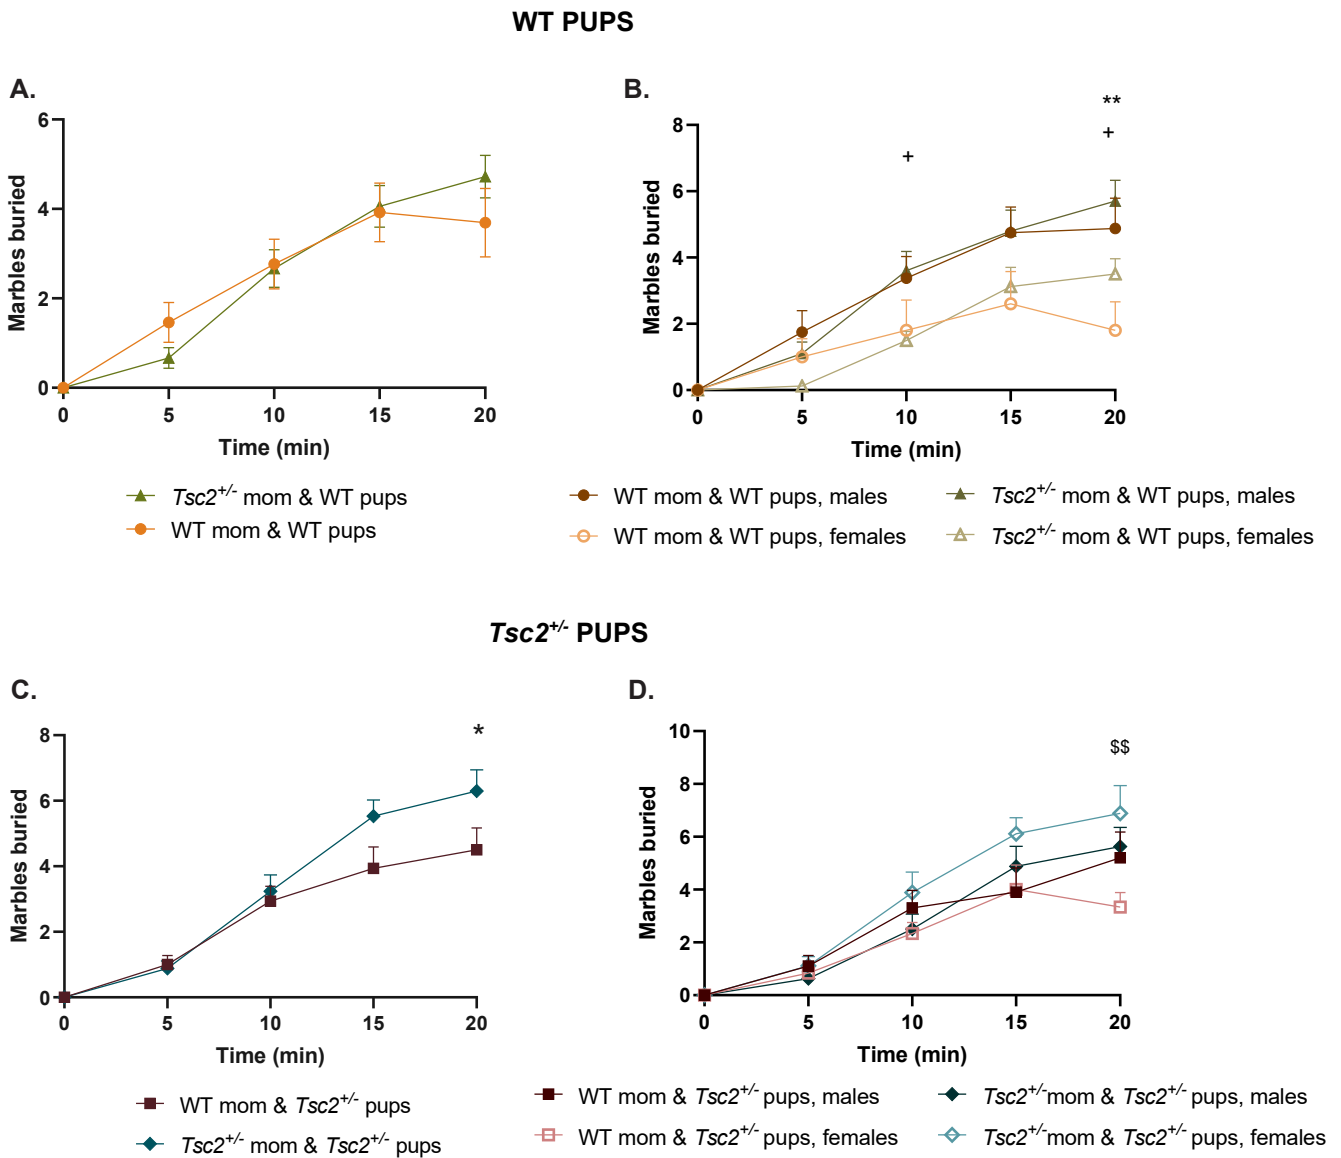 WT PUPS
A.
6
4
2
0
Marbles buried
0 5 10 15 20
Time (min)
Tsc2+/- mom & WT pups
WT mom & WT pups
B.
**
+
+
8
6
4
2
0
Marbles buried
0 5 10 15 20
Time (min)
WT mom & WT pups, males
WT mom & WT pups, females
Tsc2+/- mom & WT pups, males
Tsc2+/- mom & WT pups, females
Tsc2+/- PUPS
C.
*
8
6
4
2
0
Marbles buried
0 5 10 15 20
Time (min)
WT mom & Tsc2+/- pups
Tsc2+/- mom & Tsc2+/- pups
D.
$$
10
8
6
4
2
0
Marbles buried
0 5 10 15 20
Time (min)
WT mom & Tsc2+/- pups, males
WT mom & Tsc2+/- pups, females
Tsc2+/-mom & Tsc2+/- pups, males
Tsc2+/-mom & Tsc2+/- pups, females